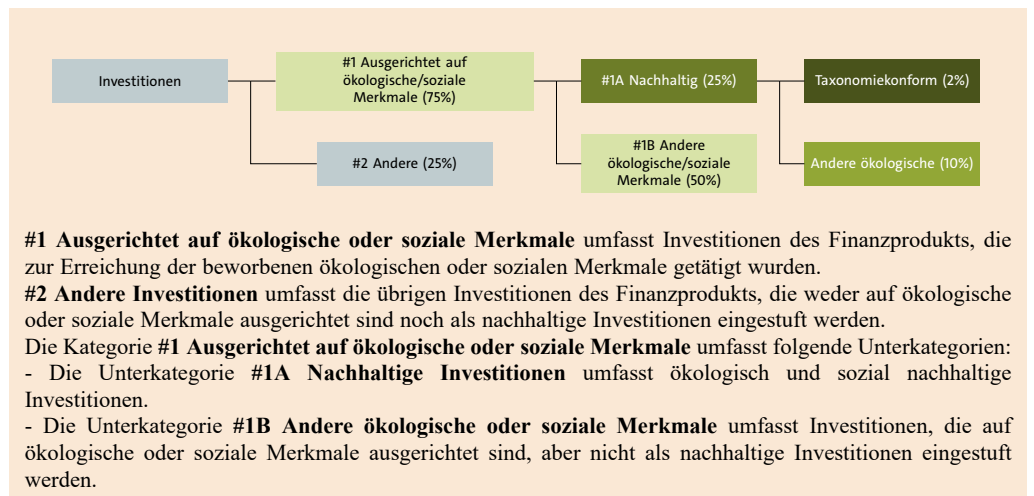 Investitionen
#1 Ausgerichtet auf
ökologische/soziale
Merkmale (75%)
#1A Nachhaltig (25%)
Taxonomiekonform (2%)
#2 Andere (25%)
#1B Andere
ökologische/soziale
Merkmale (50%)
Andere ökologische (10%)
#1 Ausgerichtet auf ökologische oder soziale Merkmale umfasst Investitionen des Finanzprodukts, die
zur Erreichung der beworbenen ökologischen oder sozialen Merkmale getätigt wurden.
#2 Andere Investitionen umfasst die übrigen Investitionen des Finanzprodukts, die weder auf ökologische
oder soziale Merkmale ausgerichtet sind noch als nachhaltige Investitionen eingestuft werden.
Die Kategorie #1 Ausgerichtet auf ökologische oder soziale Merkmale umfasst folgende Unterkategorien:
- Die Unterkategorie #1A Nachhaltige Investitionen umfasst ökologisch und sozial nachhaltige
Investitionen.
- Die Unterkategorie #1B Andere ökologische oder soziale Merkmale umfasst Investitionen, die auf
ökologische oder soziale Merkmale ausgerichtet sind, aber nicht als nachhaltige Investitionen eingestuft
werden.